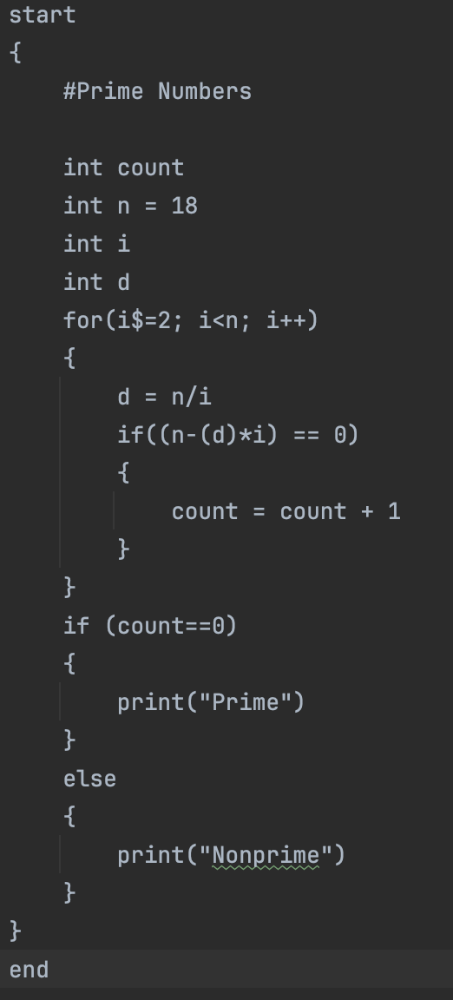 start
{
    #Prime Numbers

    int count
    int n = 18
    int i
    int d
    for(i$=2; i<n; i++)
    {
        d = n/i
        if((n-(d)*i) == 0)
        {
            count = count + 1
        }
    }
    if (count==0)
    {
        print("Prime")
    }
    else
    {
        print("Nonprime")
    }
}
end